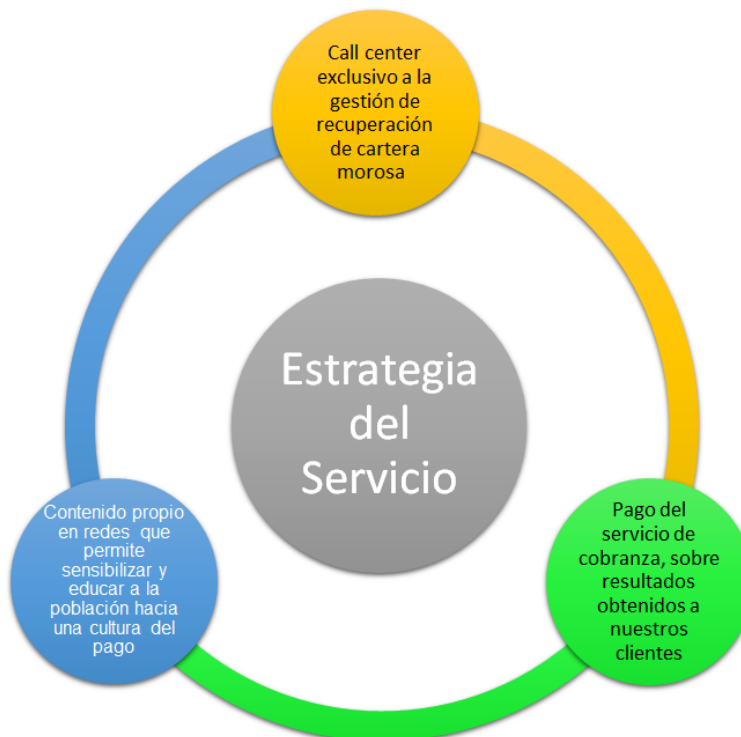 Call center
exclusivo a la
gestión de
recuperación
de cartera
morosa
Estrategia
del
Servicio
Contenido propio
en redes que
permite
sensibilizar y
educar a la
población hacia
una cultura del
pago
Pago del
servicio de
cobranza, sobre
resultados
obtenidos a
nuestros
clientes